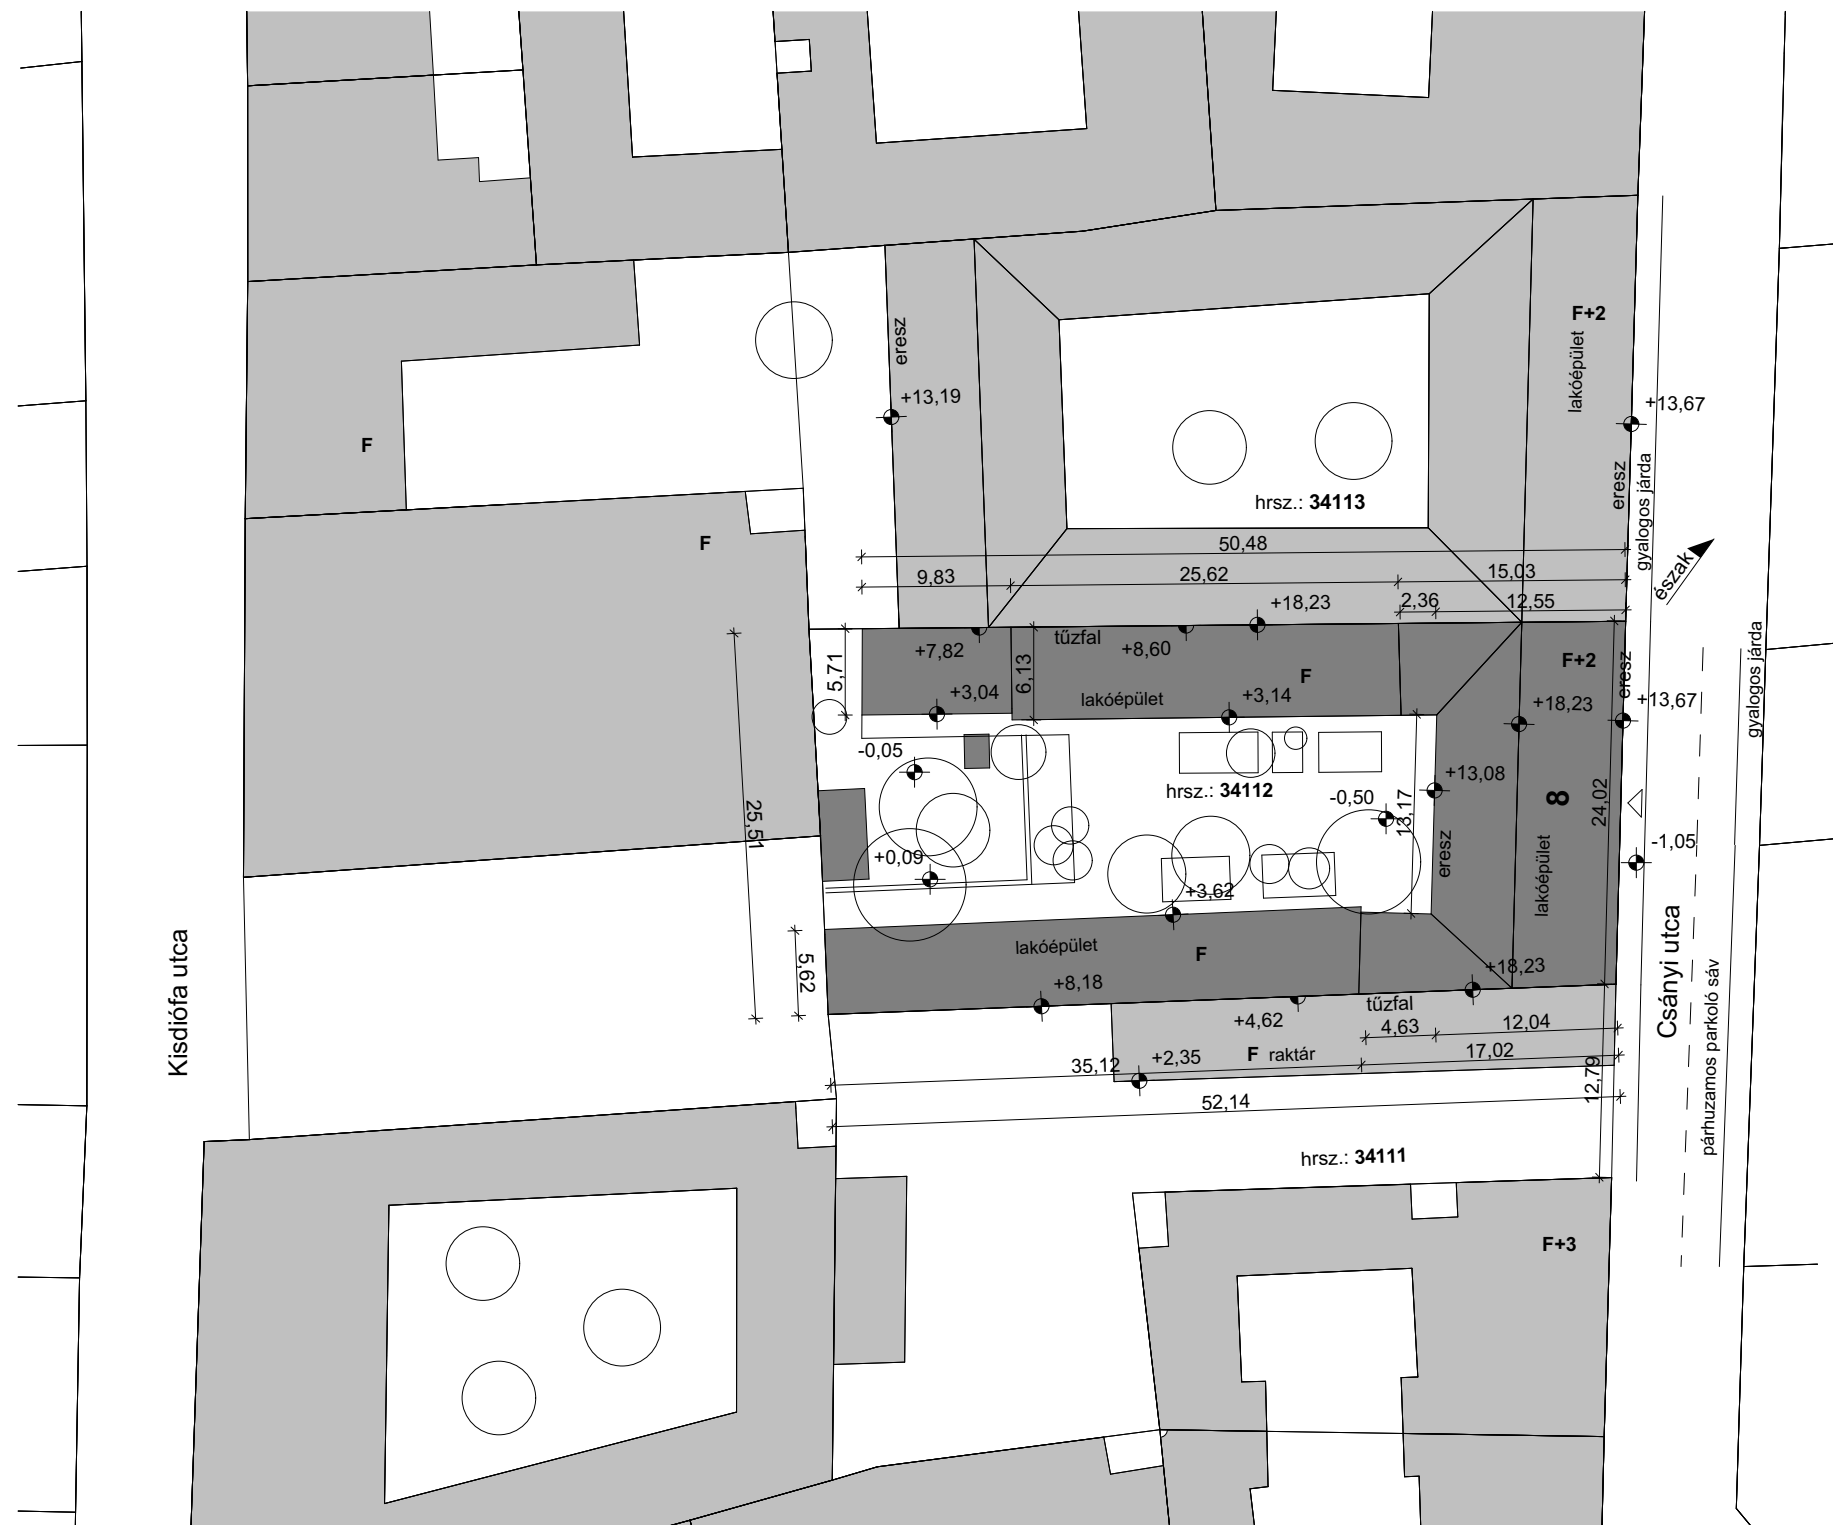 F+2
lakóépület
eresz
+13,19
+13,67
F
eresz
gyalogos járda
hrsz.: 34113
F
50,48
észak
9,83
25,62
15,03
2,36
12,55
+18,23
tűzfal
+7,82
+8,60
F+2
eresz
gyalogos járda
5,71
6,13
F
+3,04
lakóépület
+3,14
+18,23
+13,67
-0,05
+13,08
hrsz.: 34112
-0,50
8
24,02
13,17
25,51
-1,05
+0,09
eresz
lakóépület
+3,62
Kisdiófa utca
Csányi utca
lakóépület
F
5,62
+8,18
+18,23
tűzfal
párhuzamos parkoló sáv
+4,62
4,63
12,04
35,12
+2,35
F raktár
17,02
12,79
52,14
hrsz.: 34111
F+3